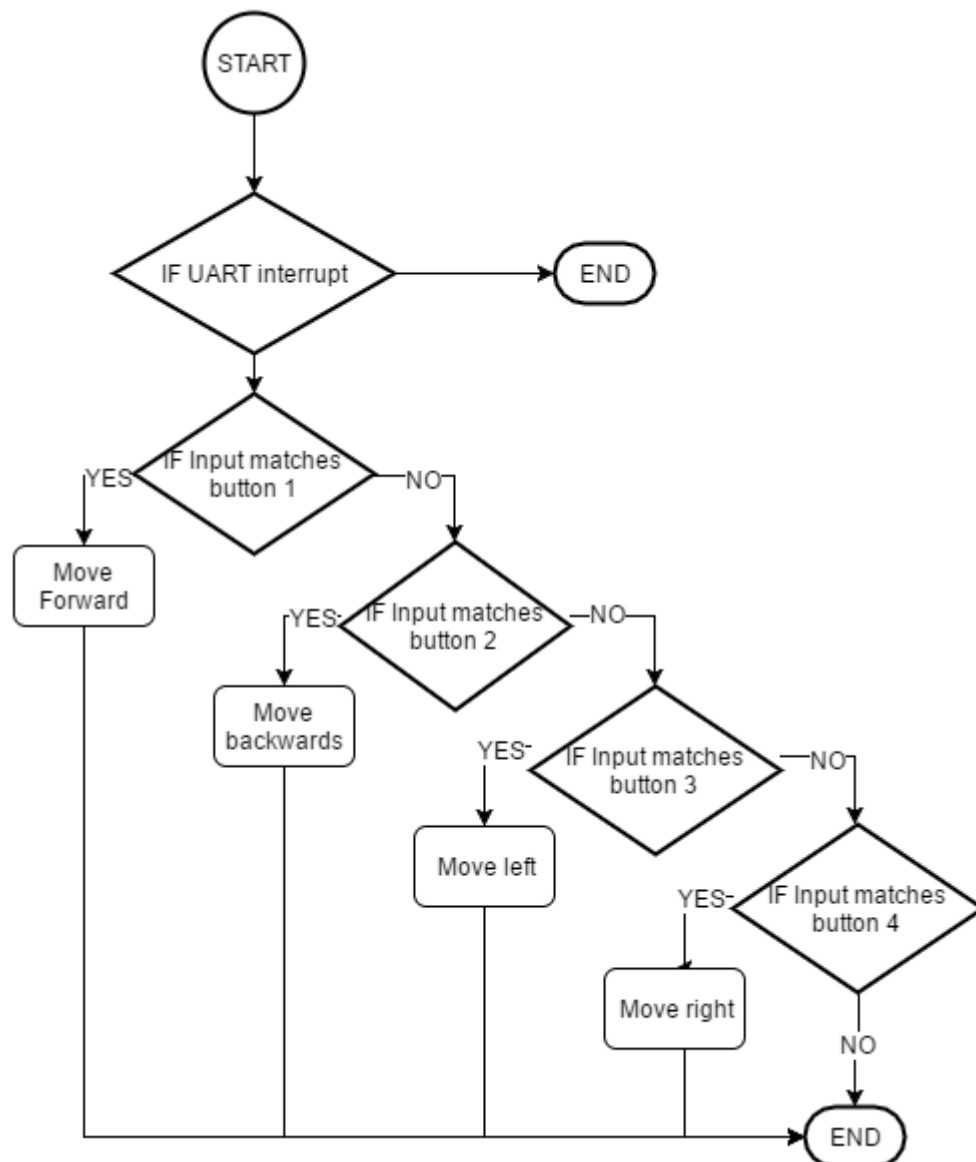 START
IF UART interrupt
END
IF Input matches
button 1
YES
NO
Move
Forward
IF Input matches
button 2
YES
NO
Move
backwards
IF Input matches
button 3
YES
NO
Move left
IF Input matches
button 4
YES
Move right
NO
END